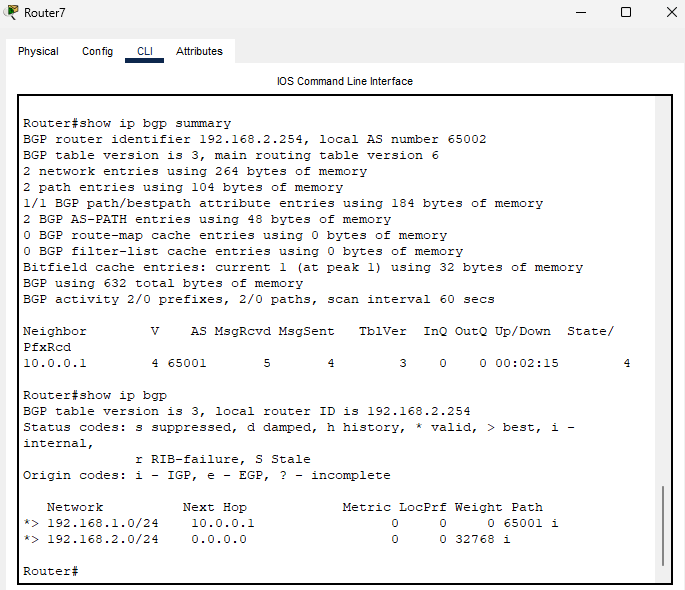 Router7
Physical Config CLI Attributes
IOS Command Line Interface
Router#show ip bgp summary
BGP router identifier 192.168.2.254, local AS number 65002
BGP table version is 3, main routing table version 6
2 network entries using 264 bytes of memory
2 path entries using 104 bytes of memory
1/1 BGP path/bestpath attribute entries using 184 bytes of memory
2 BGP AS-PATH entries using 48 bytes of memory
0 BGP route-map cache entries using 0 bytes of memory
0 BGP filter-list cache entries using 0 bytes of memory
Bitfield cache entries: current 1 (at peak 1) using 32 bytes of memory
BGP using 632 total bytes of memory
BGP activity 2/0 prefixes, 2/0 paths, scan interval 60 secs
Neighbor        V    AS MsgRcvd MsgSent   TblVer  InQ OutQ Up/Down  State/
PfxRcd
10.0.0.1        4 65001       5       4        3    0    0 00:02:15        4
Router#show ip bgp
BGP table version is 3, local router ID is 192.168.2.254
Status codes: s suppressed, d damped, h history, * valid, > best, i -
internal,
              r RIB-failure, S Stale
Origin codes: i - IGP, e - EGP, ? - incomplete
   Network          Next Hop            Metric LocPrf Weight Path
*> 192.168.1.0/24    10.0.0.1                 0     0     0 65001 i
*> 192.168.2.0/24    0.0.0.0                  0     0 32768 i
Router#